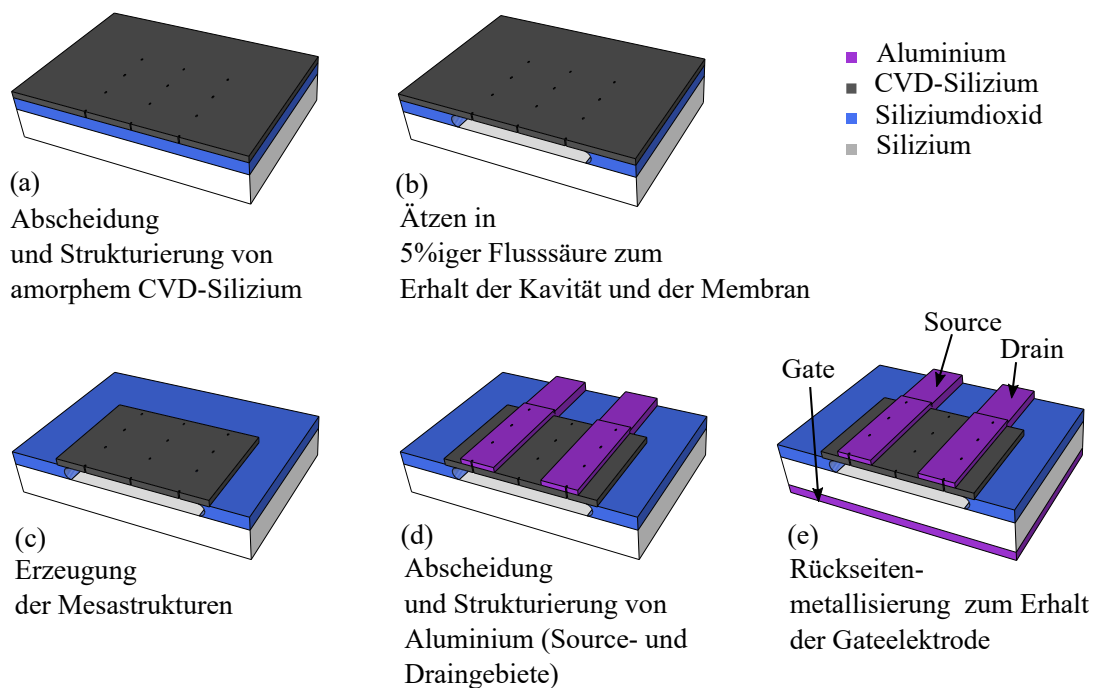 Aluminium
CVD-Silizium
Siliziumdioxid
Silizium
(a)
Abscheidung
und Strukturierung von
amorphem CVD-Silizium
(b)
Ätzen in
5%iger Flusssäure zum
Erhalt der Kavität und der Membran
(c)
Erzeugung
der Mesastrukturen
(d)
Abscheidung
und Strukturierung von
Aluminium (Source- und
Draingebiete)
Source
Drain
Gate
(e)
Rückseiten-
metallisierung zum Erhalt
der Gateelektrode